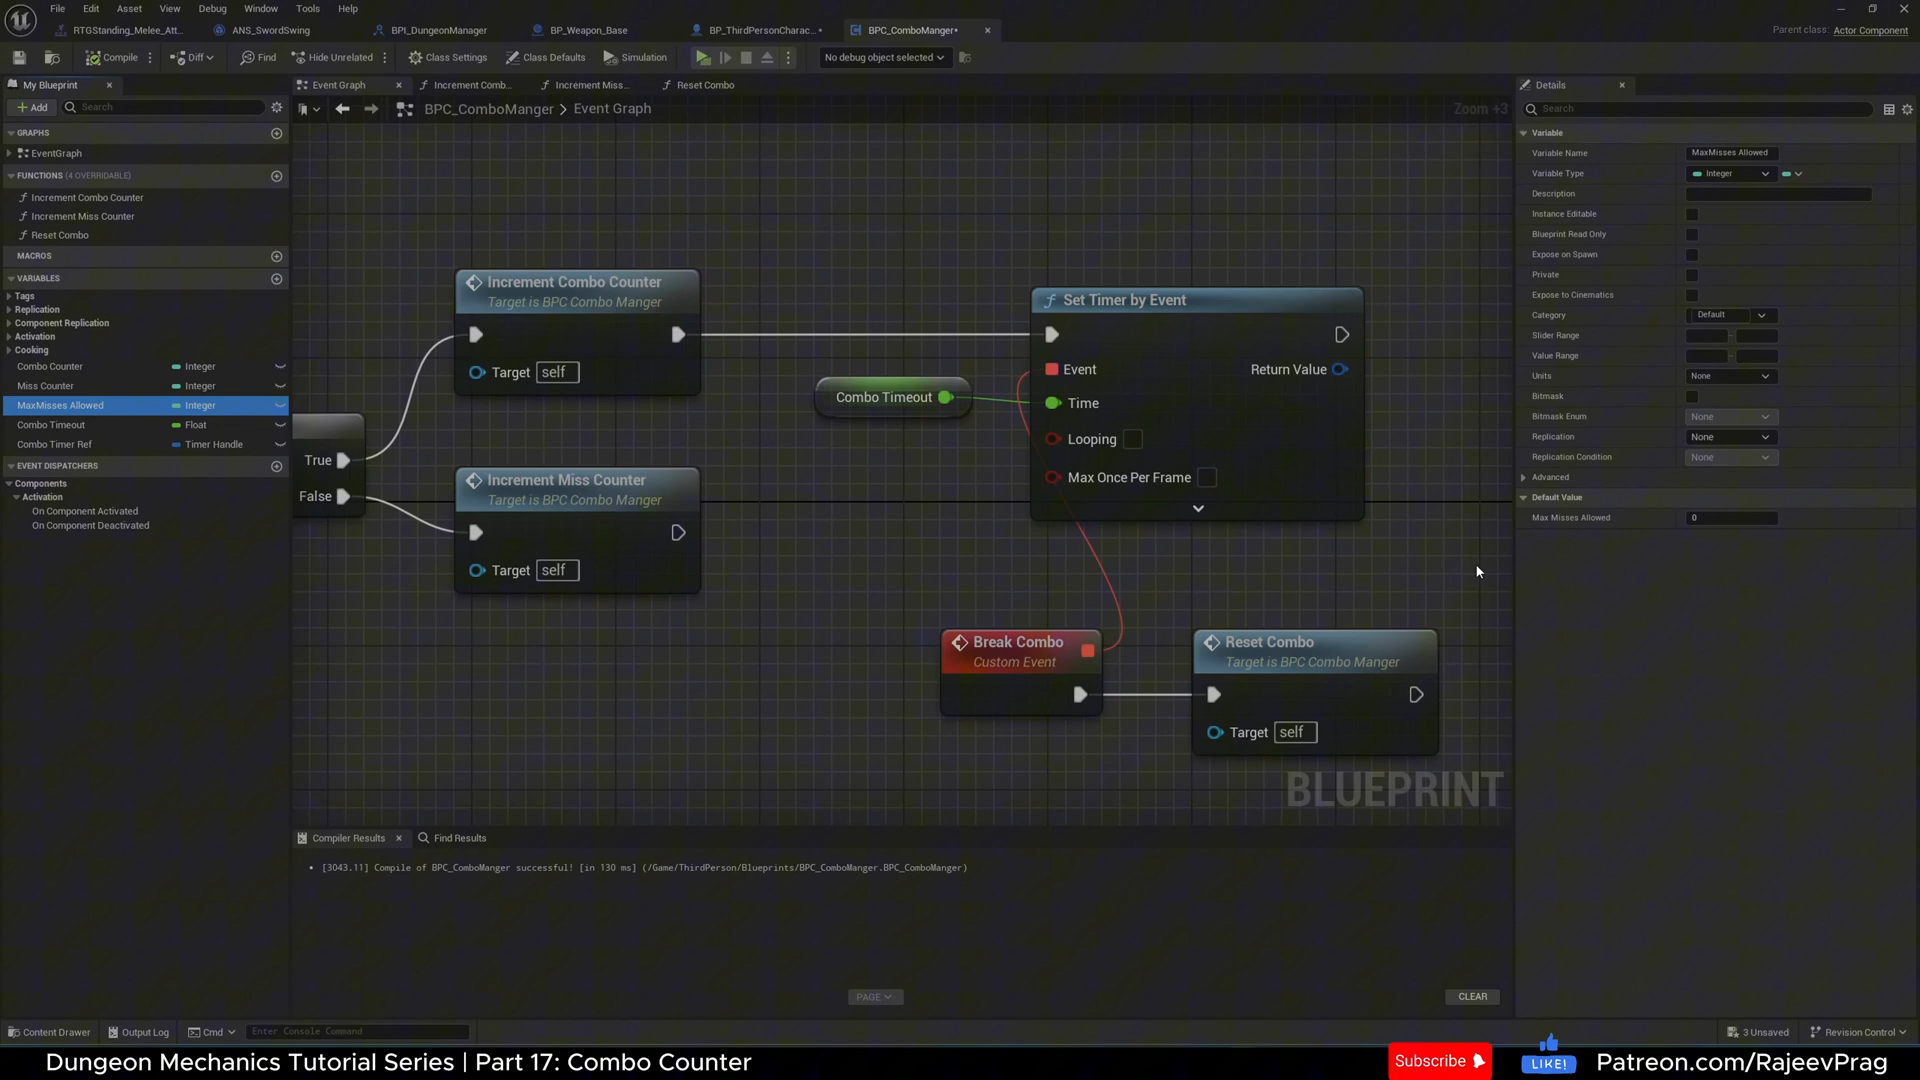 File Edit Asset View Debug Window Tools Help
RTGStanding_Melee_Att... ANS_SwordSwing BPI_DungeonManager BP_Weapon_Base BP_ThirdPersonCharac...• BPC_ComboManger•
Parent class: Actor Component
Compile Diff Find Hide Unrelated Class Settings Class Defaults Simulation No debug object selected
My Blueprint
Add Search
GRAPHS
EventGraph
FUNCTIONS (4 OVERRIDABLE)
Increment Combo Counter
Increment Miss Counter
Reset Combo
MACROS
VARIABLES
Tags
Replication
Component Replication
Activation
Cooking
Combo Counter Integer
Miss Counter Integer
MaxMisses Allowed Integer
Combo Timeout Float
Combo Timer Ref Timer Handle
EVENT DISPATCHERS
Components
Activation
On Component Activated
On Component Deactivated
Event Graph Increment Comb... Increment Miss... Reset Combo
BPC_ComboManger > Event Graph
Zoom +3
True
False
Increment Combo Counter
Target is BPC Combo Manger
Target self
Increment Miss Counter
Target is BPC Combo Manger
Target self
Combo Timeout
Set Timer by Event
Event Return Value
Time
Looping
Max Once Per Frame
Break Combo
Custom Event
Reset Combo
Target is BPC Combo Manger
Target self
BLUEPRINT
Compiler Results Find Results
• [3043.11] Compile of BPC_ComboManger successful! [in 130 ms] (/Game/ThirdPerson/Blueprints/BPC_ComboManger.BPC_ComboManger)
PAGE
CLEAR
Details
Search
Variable
Variable Name MaxMisses Allowed
Variable Type Integer
Description
Instance Editable
Blueprint Read Only
Expose on Spawn
Private
Expose to Cinematics
Category Default
Slider Range
Value Range
Units None
Bitmask
Bitmask Enum None
Replication None
Replication Condition None
Advanced
Default Value
Max Misses Allowed 0
Content Drawer Output Log Cmd Enter Console Command
3 Unsaved Revision Control
Dungeon Mechanics Tutorial Series | Part 17: Combo Counter
Subscribe
LIKE!
Patreon.com/RajeevPrag